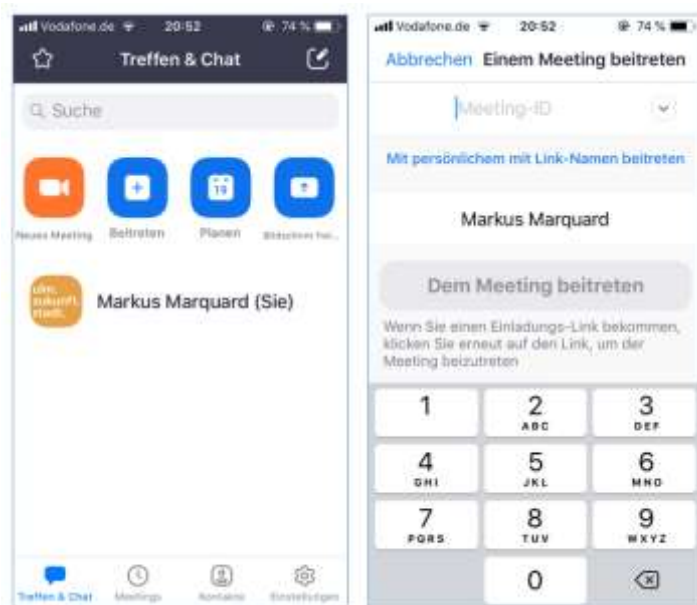 Vodafone.de 20:52 74 %
Treffen & Chat
Suche
19
Neues Meeting Beitreten Planen
ulm.
zukunft.
stadt.
Markus Marquard (Sie)
Treffen & Chat Meetings Kontakte Einstellungen
Vodafone.de 20:52 74 %
Abbrechen Einem Meeting beitreten
Meeting-ID
Mit persönlichem mit Link-Namen beitreten
Markus Marquard
Dem Meeting beitreten
Wenn Sie einen Einladungs-Link bekommen,
klicken Sie erneut auf den Link, um der
Meeting beizutreten
1 2 3
ABC DEF
4 5 6
GHI JKL MNO
7 8 9
PQRS TUV WXYZ
0